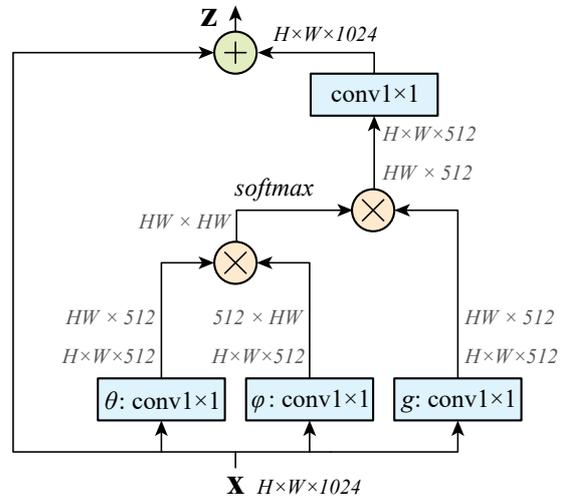 z
H×W×1024
conv1×1
H×W×512
HW × 512
softmax
HW × HW
HW × 512
512 × HW
HW × 512
H×W×512
H×W×512
H×W×512
θ: conv1×1
φ: conv1×1
g: conv1×1
x H×W×1024